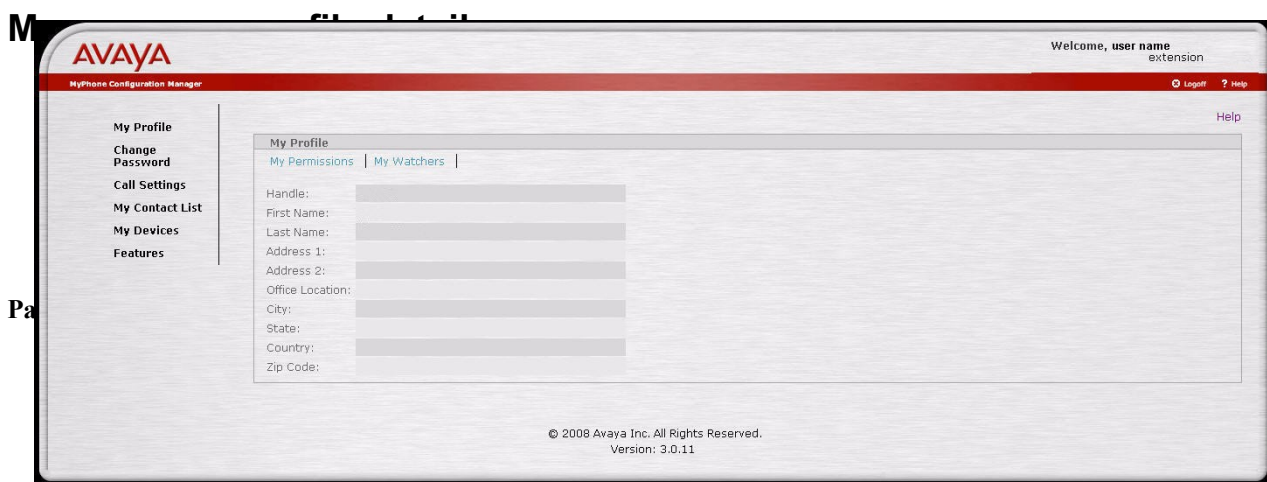 AVAYA
Welcome, user name
extension
MyPhone Configuration Manager
Logoff ? Help
Help
My Profile
Change
Password
Call Settings
My Contact List
My Devices
Features
My Profile
My Permissions | My Watchers |
Handle:
First Name:
Last Name:
Address 1:
Address 2:
Office Location:
City:
State:
Country:
Zip Code:
© 2008 Avaya Inc. All Rights Reserved.
Version: 3.0.11